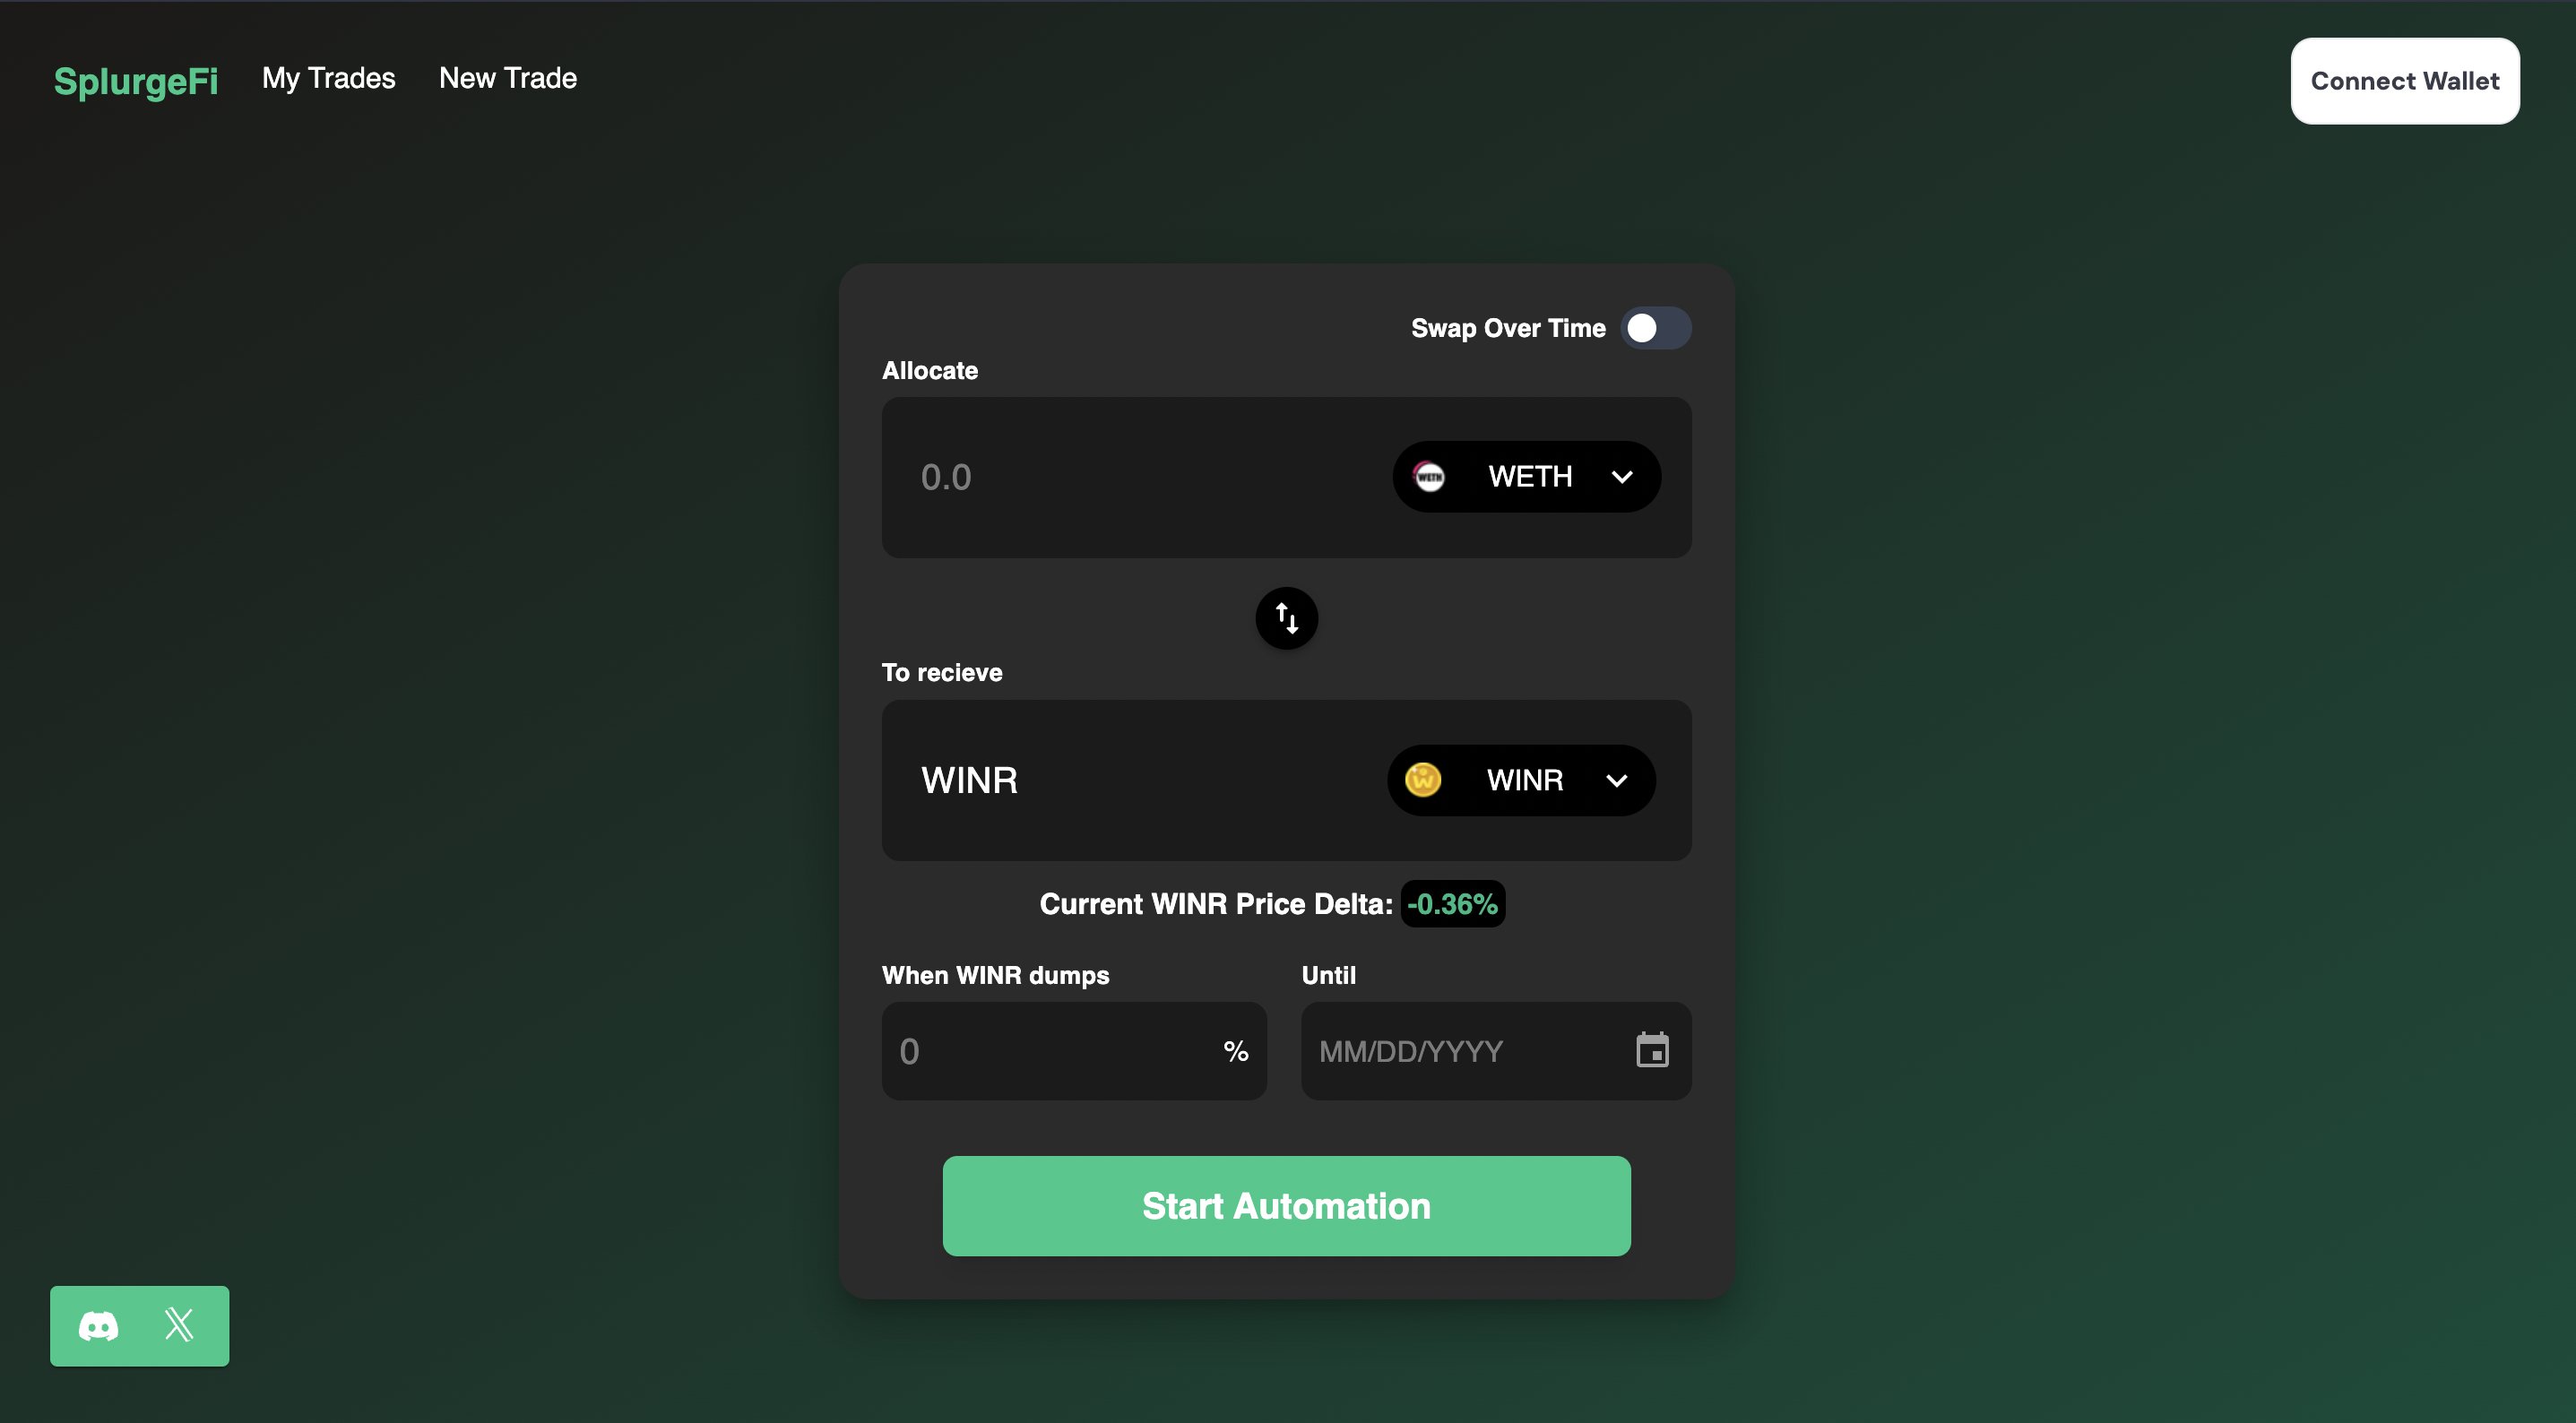 SplurgeFi My Trades New Trade Connect Wallet
Swap Over Time
Allocate
0.0 WETH WETH
To recieve
WINR WINR
Current WINR Price Delta: -0.36%
When WINR dumps Until
0 % MM/DD/YYYY
Start Automation